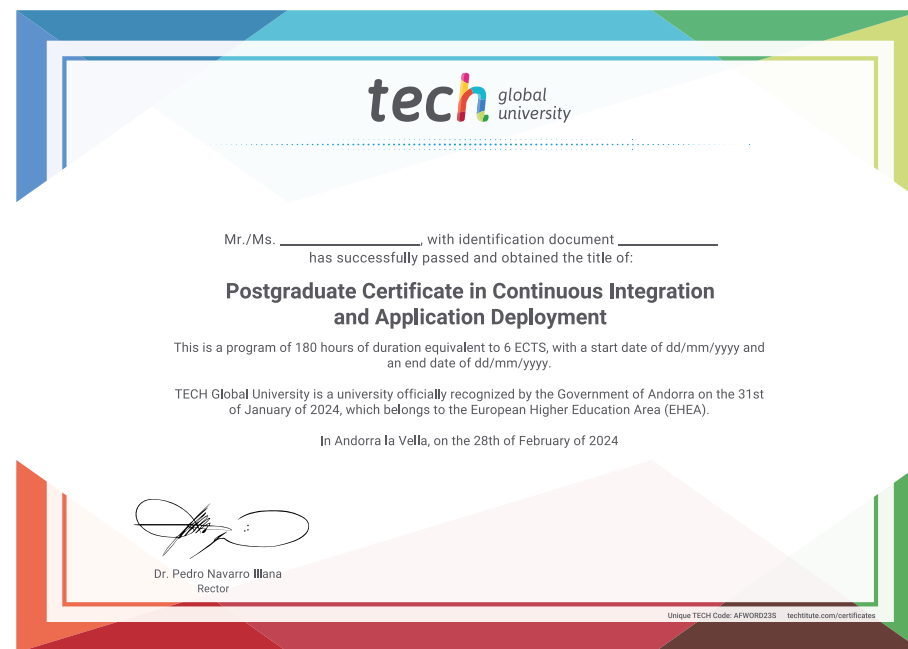 tech global university
Mr./Ms. ____________________, with identification document ______________
has successfully passed and obtained the title of:
Postgraduate Certificate in Continuous Integration
and Application Deployment
This is a program of 180 hours of duration equivalent to 6 ECTS, with a start date of dd/mm/yyyy and
an end date of dd/mm/yyyy.
TECH Global University is a university officially recognized by the Government of Andorra on the 31st
of January of 2024, which belongs to the European Higher Education Area (EHEA).
In Andorra la Vella, on the 28th of February of 2024
Dr. Pedro Navarro Illana
Rector
Unique TECH Code: AFWORD23S techtitute.com/certificates